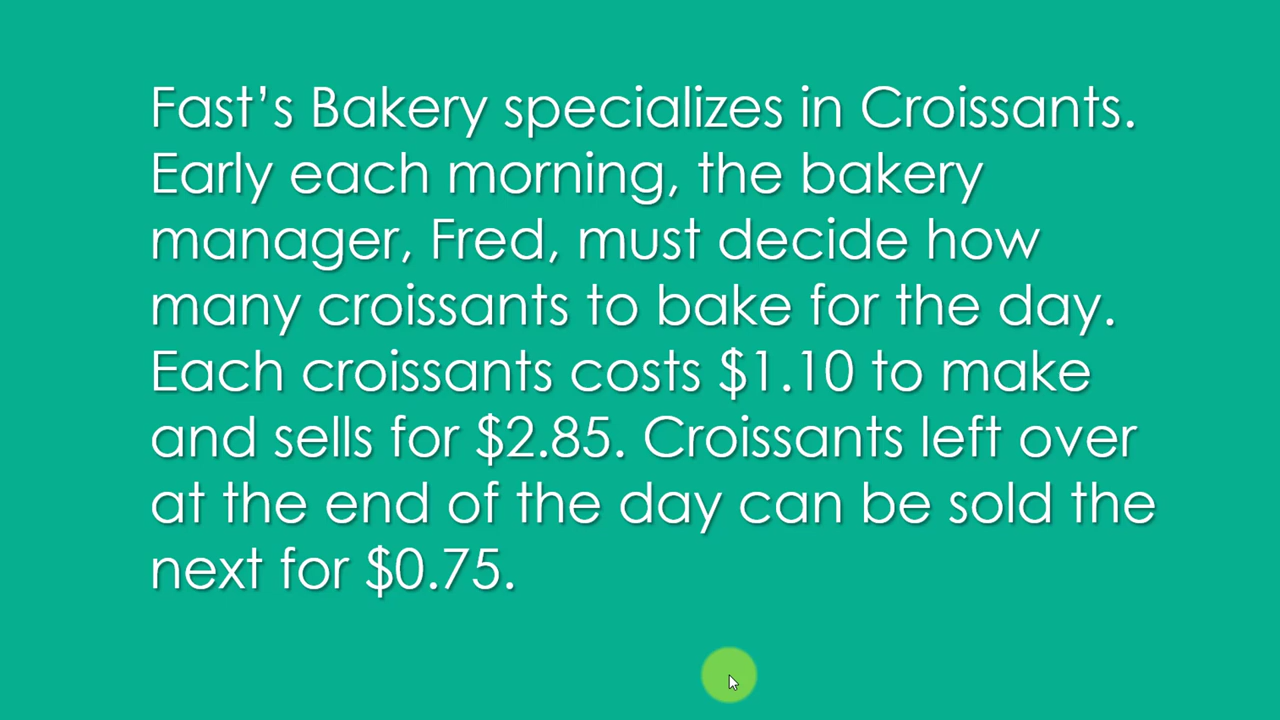 Fast’s Bakery specializes in Croissants.
Early each morning, the bakery
manager, Fred, must decide how
many croissants to bake for the day.
Each croissants costs $1.10 to make
and sells for $2.85. Croissants left over
at the end of the day can be sold the
next for $0.75.